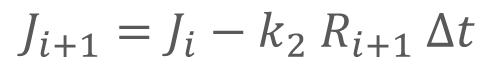 J_{i+1} = J_i − k_2 R_{i+1} Δt